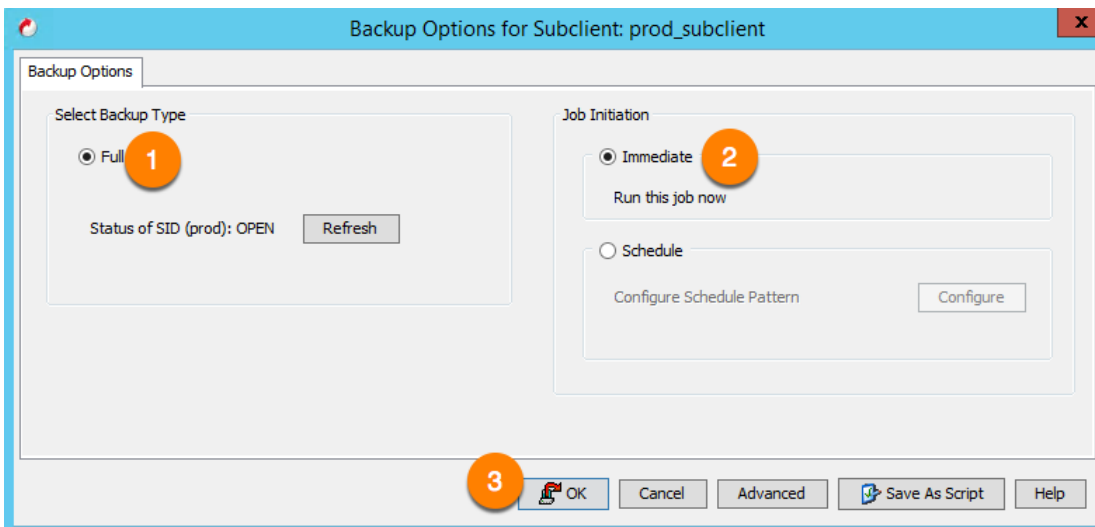 Backup Options for Subclient: prod_subclient
x
Backup Options
Select Backup Type
Full
1
Status of SID (prod): OPEN
Refresh
Job Initiation
Immediate
2
Run this job now
Schedule
Configure Schedule Pattern
Configure
3
OK
Cancel
Advanced
Save As Script
Help